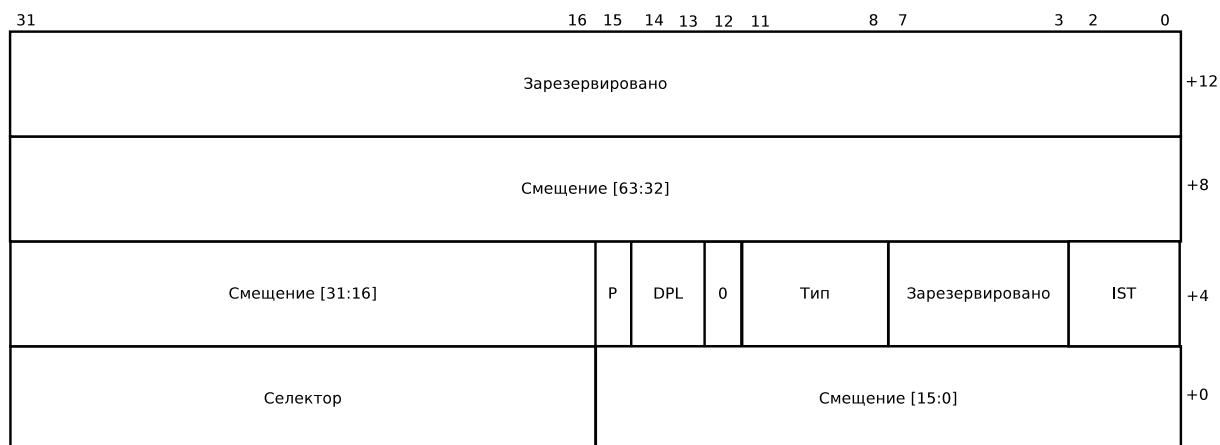 31 16 15 14 13 12 11 8 7 3 2 0
Зарезервировано +12
Смещение [63:32] +8
Смещение [31:16] P DPL 0 Тип Зарезервировано IST +4
Селектор Смещение [15:0] +0